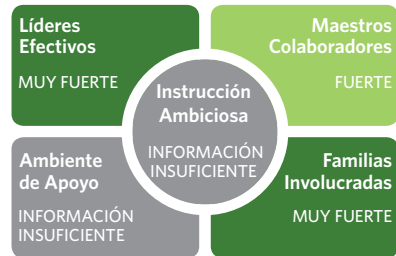 Líderes
Efectivos
MUY FUERTE
Maestros
Colaboradores
FUERTE
Instrucción
Ambiciosa
INFORMACIÓN
INSUFICIENTE
Ambiente
de Apoyo
INFORMACIÓN
INSUFICIENTE
Familias
Involucradas
MUY FUERTE